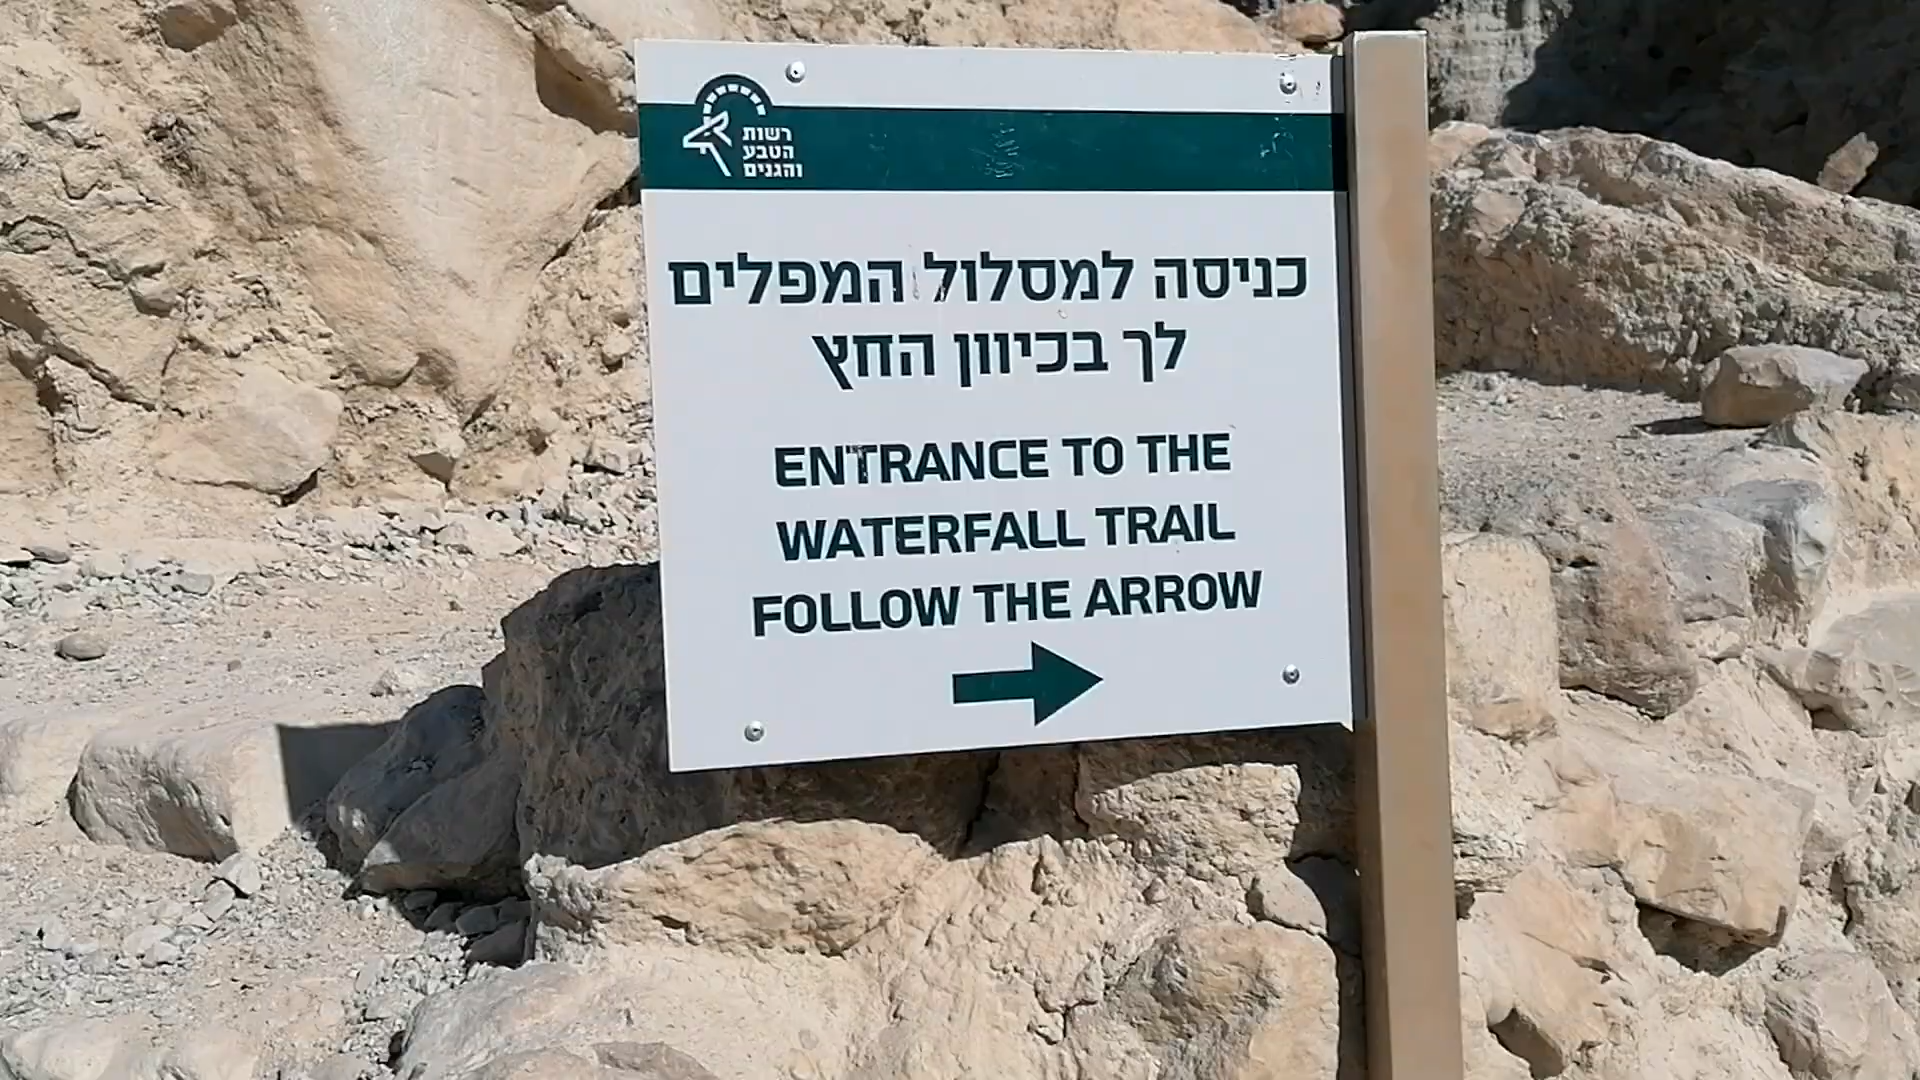 רשות
הטבע
והגנים
כניסה למסלול המפלים
לך בכיוון החץ
ENTRANCE TO THE
WATERFALL TRAIL
FOLLOW THE ARROW